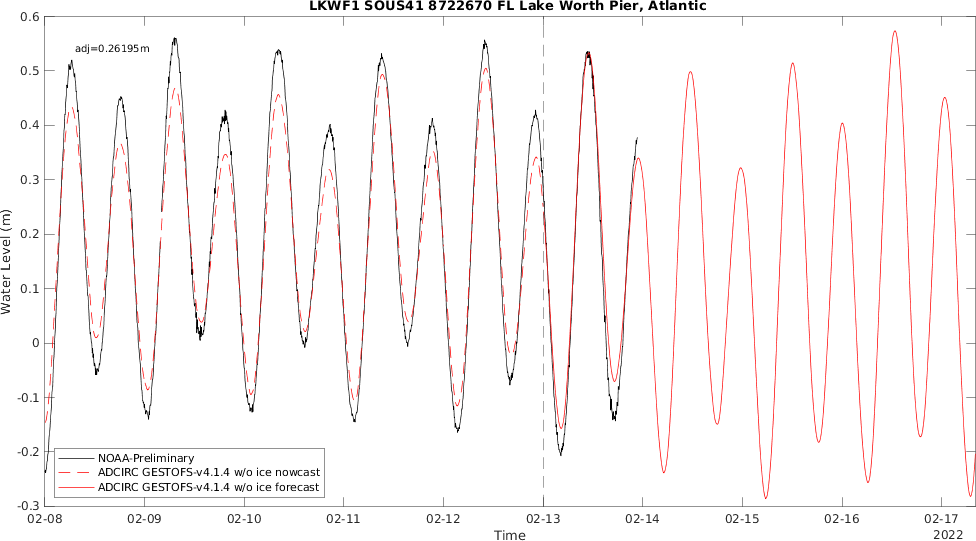 LKWF1 SOUS41 8722670 FL Lake Worth Pier, Atlantic
0.6
adj=0.26195m
0.5
0.4
0.3
0.2
0.1
0
-0.1
-0.2
-0.3
Water Level (m)
NOAA-Preliminary
ADCIRC GESTOFS-v4.1.4 w/o ice nowcast
ADCIRC GESTOFS-v4.1.4 w/o ice forecast
02-08 02-09 02-10 02-11 02-12 02-13 02-14 02-15 02-16 02-17
Time
2022